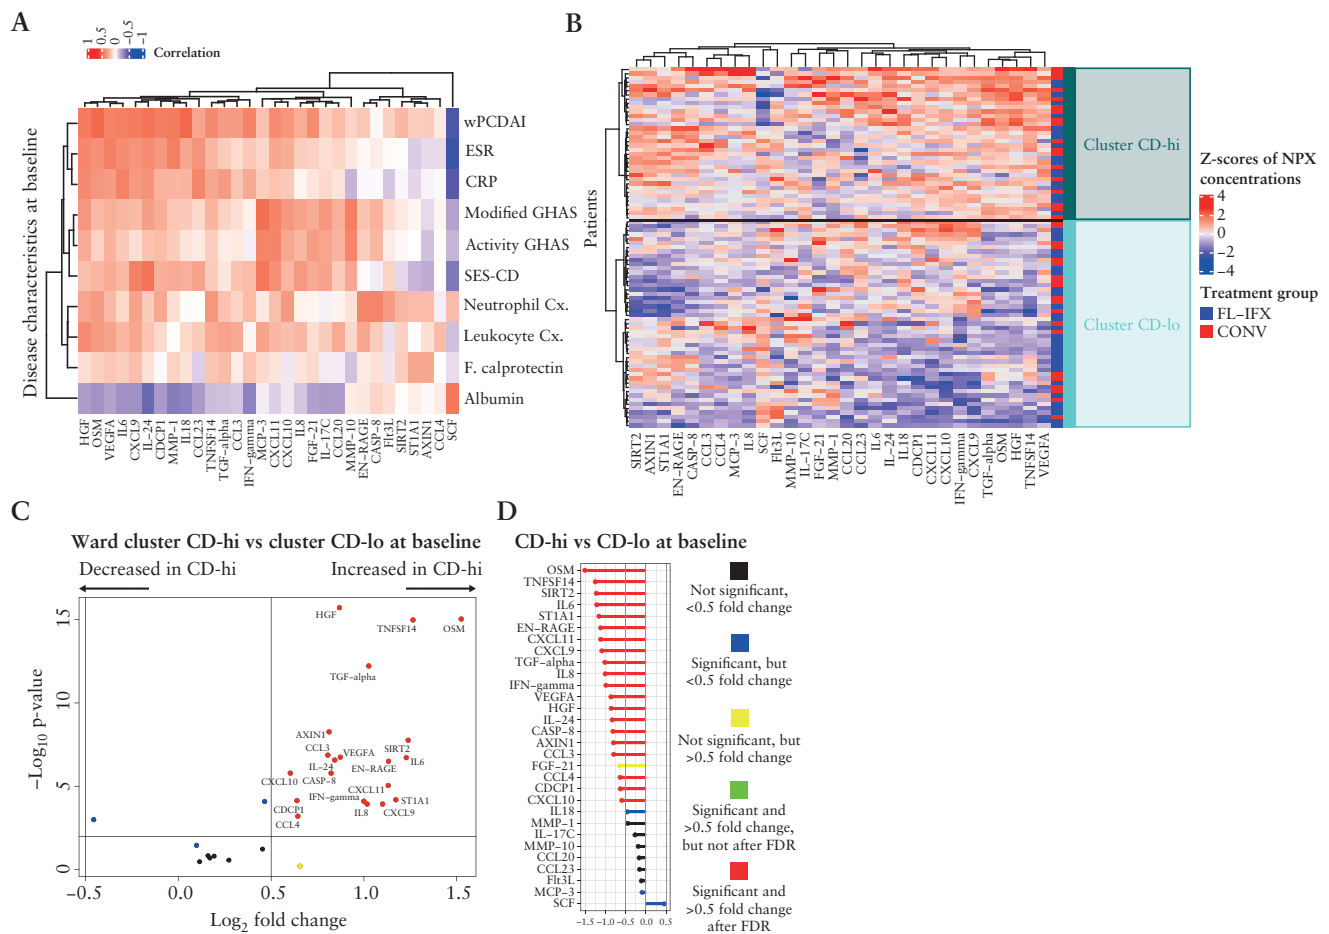 A
1
0.5
0
-0.5
-1
Correlation
Disease characteristics at baseline
wPCDAI
ESR
CRP
Modified GHAS
Activity GHAS
SES-CD
Neutrophil Cx.
Leukocyte Cx.
F. calprotectin
Albumin
HGF
OSM
VEGFA
IL6
CXCL9
IL-24
CDCP1
MMP-1
IL18
CCL23
TNFSF14
TGF-alpha
CCL3
IFN-gamma
MCP-3
CXCL11
CXCL10
IL8
FGF-21
IL-17C
CCL20
MMP-10
EN-RAGE
CASP-8
Flt3L
SIRT2
ST1A1
AXIN1
CCL4
SCF
B
Patients
Cluster CD-hi
Cluster CD-lo
SIRT2
AXIN1
ST1A1
EN-RAGE
CASP-8
CCL3
CCL4
MCP-3
IL8
SCF
Flt3L
MMP-10
IL-17C
FGF-21
MMP-1
CCL20
CCL23
IL6
IL-24
IL18
CDCP1
CXCL11
CXCL10
IFN-gamma
CXCL9
TGF-alpha
OSM
HGF
TNFSF14
VEGFA
Z-scores of NPX
concentrations
4
2
0
−2
−4
Treatment group
FL-IFX
CONV
C
Ward cluster CD-hi vs cluster CD-lo at baseline
Decreased in CD-hi
Increased in CD-hi
−Log10 p-value
15
10
5
0
HGF
TNFSF14
OSM
TGF-alpha
AXIN1
CCL3
VEGFA
SIRT2
IL6
IL-24
EN-RAGE
CXCL10
CASP-8
CXCL11
IFN-gamma
ST1A1
CDCP1
IL8
CXCL9
CCL4
−0.5
0.0
0.5
1.0
1.5
Log2 fold change
D
CD-hi vs CD-lo at baseline
OSM
TNFSF14
SIRT2
IL6
ST1A1
EN-RAGE
CXCL11
CXCL9
TGF-alpha
IL8
IFN-gamma
VEGFA
HGF
IL-24
CASP-8
AXIN1
CCL3
FGF-21
CCL4
CDCP1
CXCL10
IL18
MMP-1
IL-17C
MMP-10
CCL20
CCL23
Flt3L
MCP-3
SCF
−1.5
−1.0
−0.5
0.0
0.5
Not significant,
<0.5 fold change
Significant, but
<0.5 fold change
Not significant, but
>0.5 fold change
Significant and
>0.5 fold change,
but not after FDR
Significant and
>0.5 fold change
after FDR